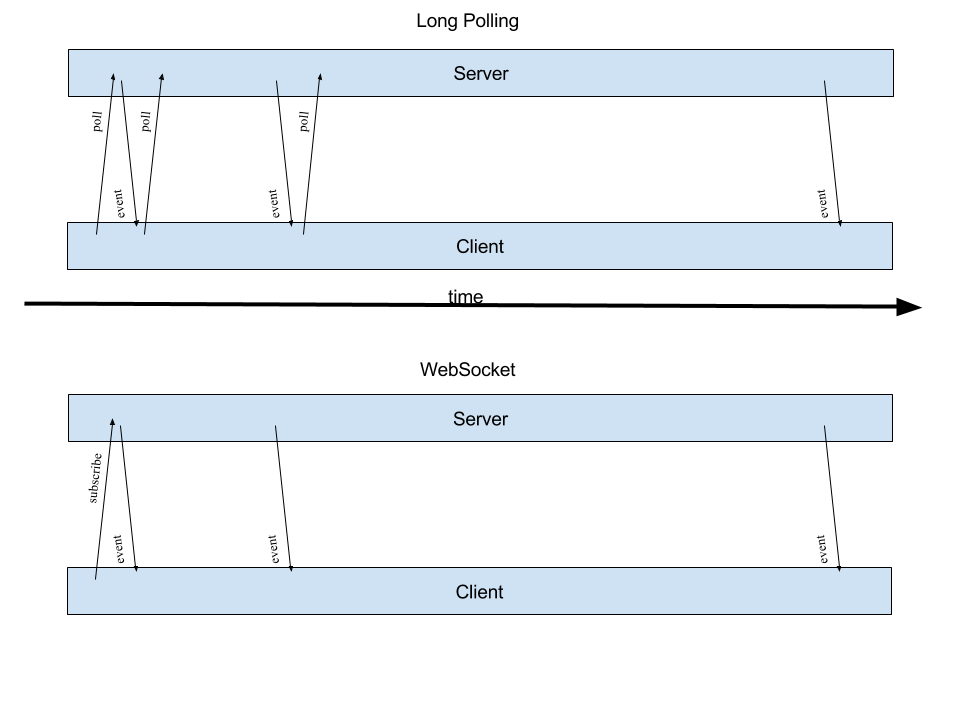 Long Polling
Server
poll
poll
poll
event
event
event
Client
time
WebSocket
Server
subscribe
event
event
event
Client